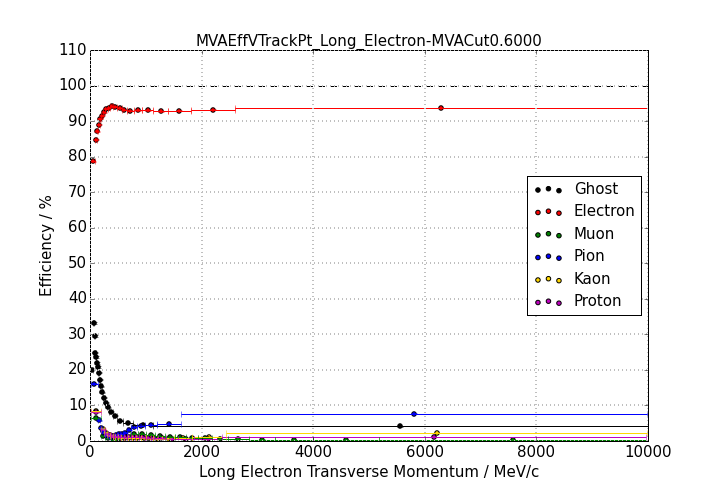 MVAEffVTrackPt_Long_Electron-MVACut0.6000
110
100
90
80
70
60
50
40
30
20
10
0
Efficiency / %
Ghost
Electron
Muon
Pion
Kaon
Proton
0 2000 4000 6000 8000 10000
Long Electron Transverse Momentum / MeV/c